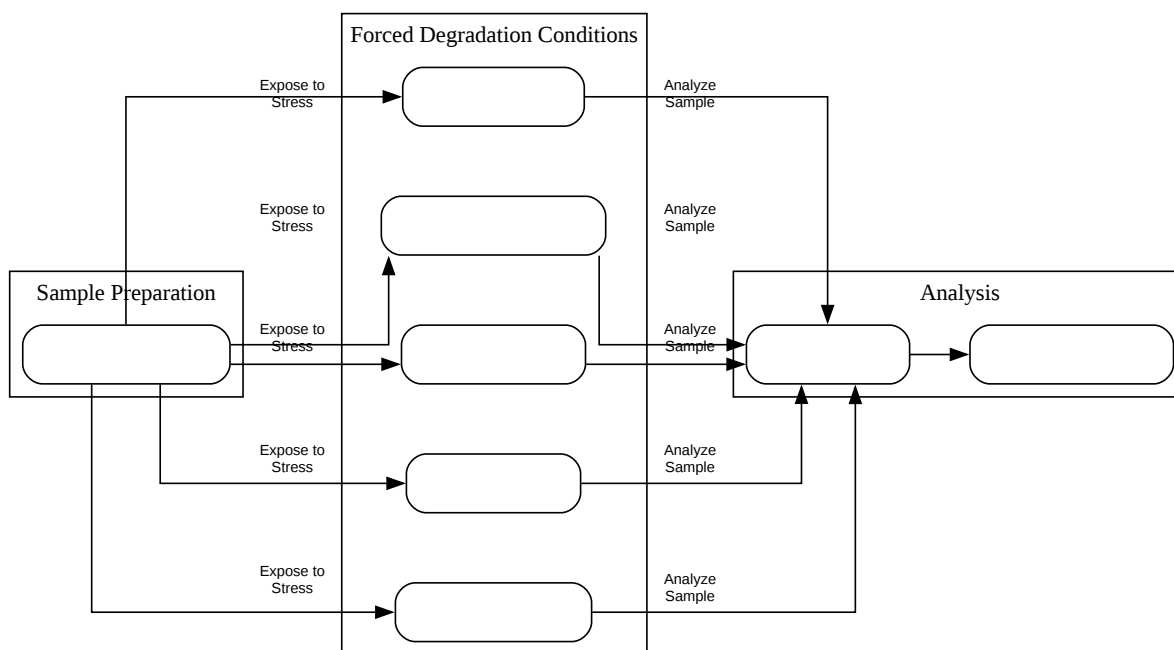 Forced Degradation Conditions
Expose to
Stress
Analyze
Sample
Expose to
Stress
Analyze
Sample
Sample Preparation
Analysis
Expose to
Stress
Analyze
Sample
Expose to
Stress
Analyze
Sample
Expose to
Stress
Analyze
Sample